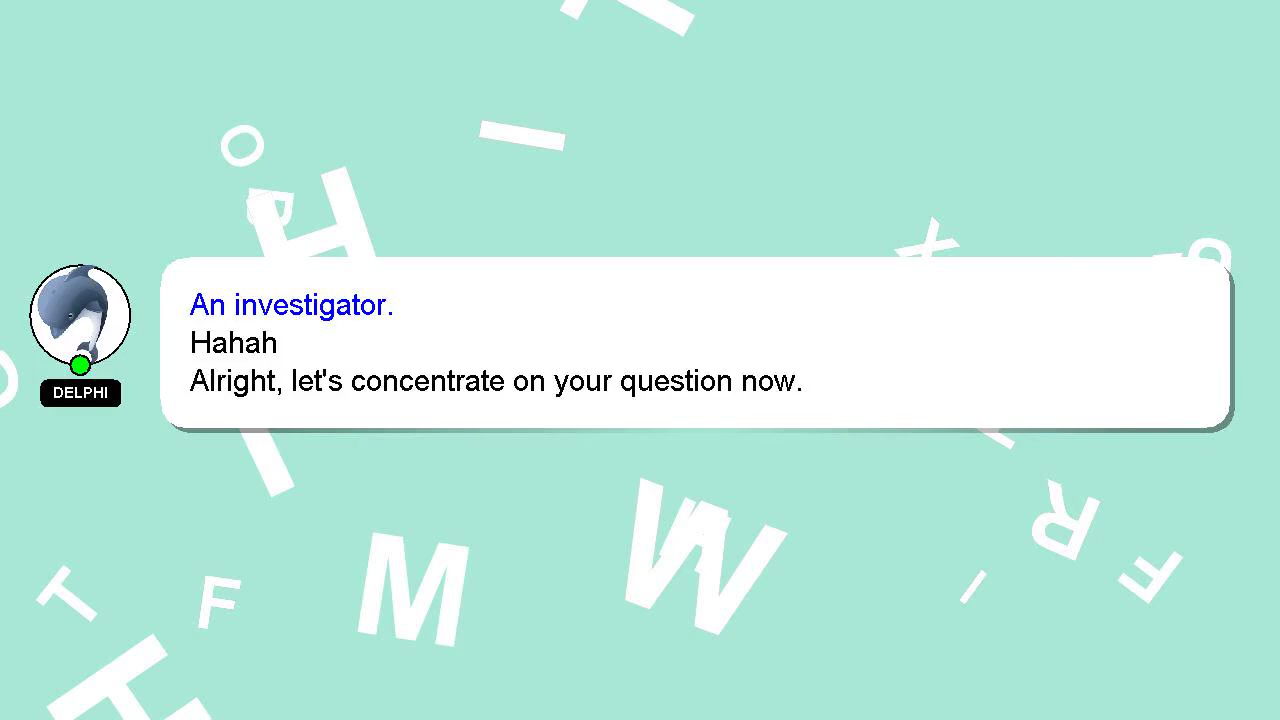 An investigator.
Hahah
Alright, let's concentrate on your question now.
DELPHI
O
I
H
X
O
I
R
F
I
W
M
F
T
H